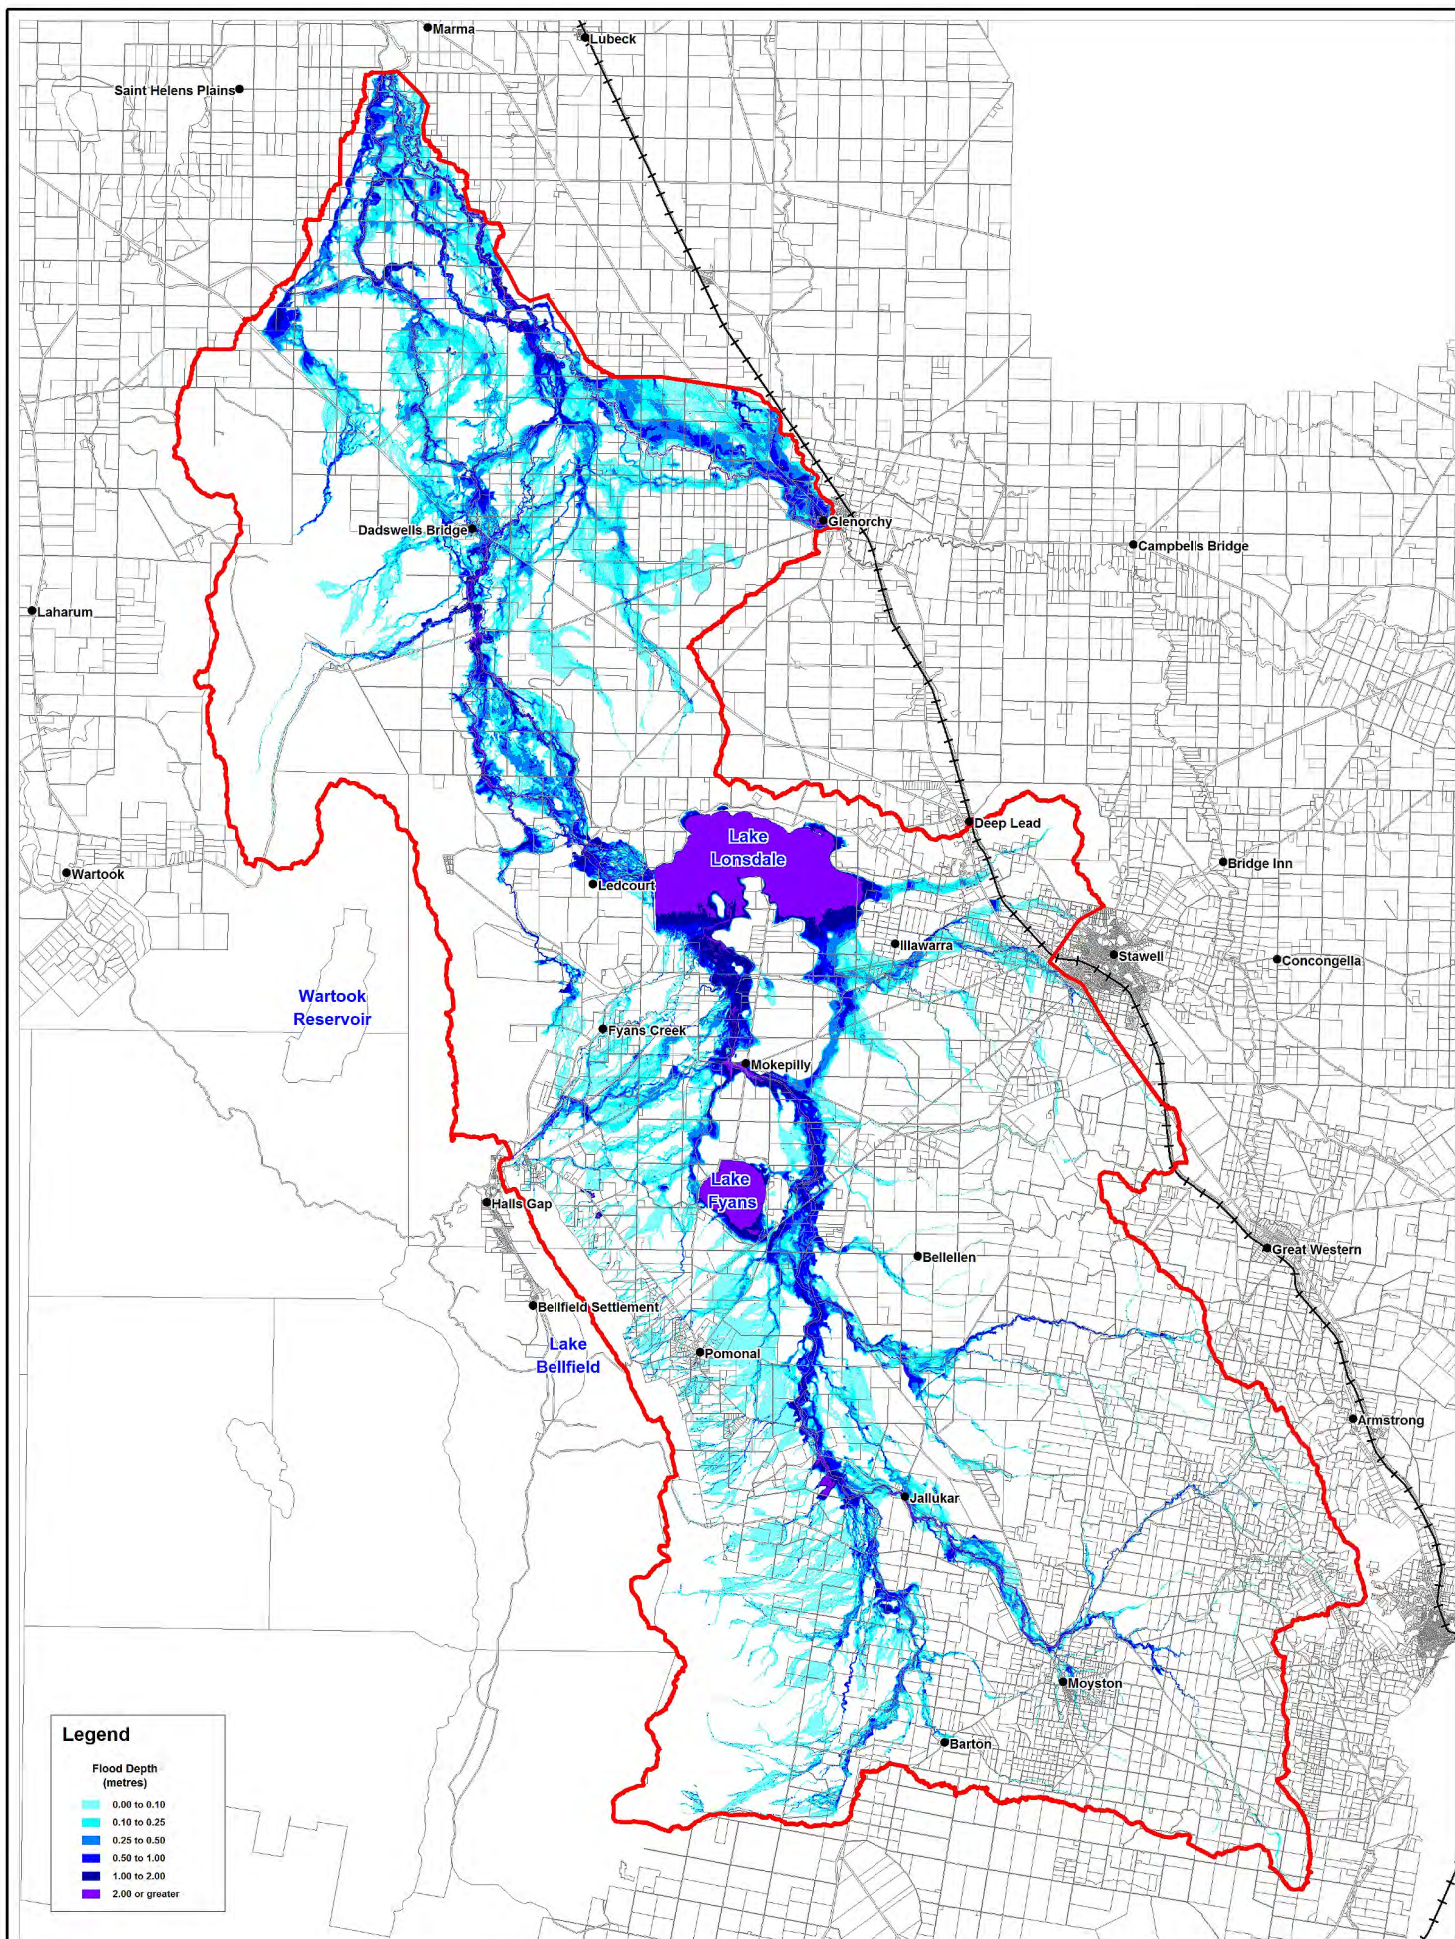 Marma
Lubeck
Saint Helens Plains
Glenorchy
Dadswells Bridge
Campbells Bridge
Laharum
Deep Lead
Lake
Lonsdale
Bridge Inn
Wartook
Ledcourt
Illawarra
Stawell
Concongella
Wartook
Reservoir
Fyans Creek
Mokepilly
Lake
Fyans
Halls Gap
Great Western
Bellellen
Bellfield Settlement
Lake
Bellfield
Pomonal
Armstrong
Jallukar
Moyston
Barton
Legend
Flood Depth
(metres)
0.00 to 0.10
0.10 to 0.25
0.25 to 0.50
0.50 to 1.00
1.00 to 2.00
2.00 or greater